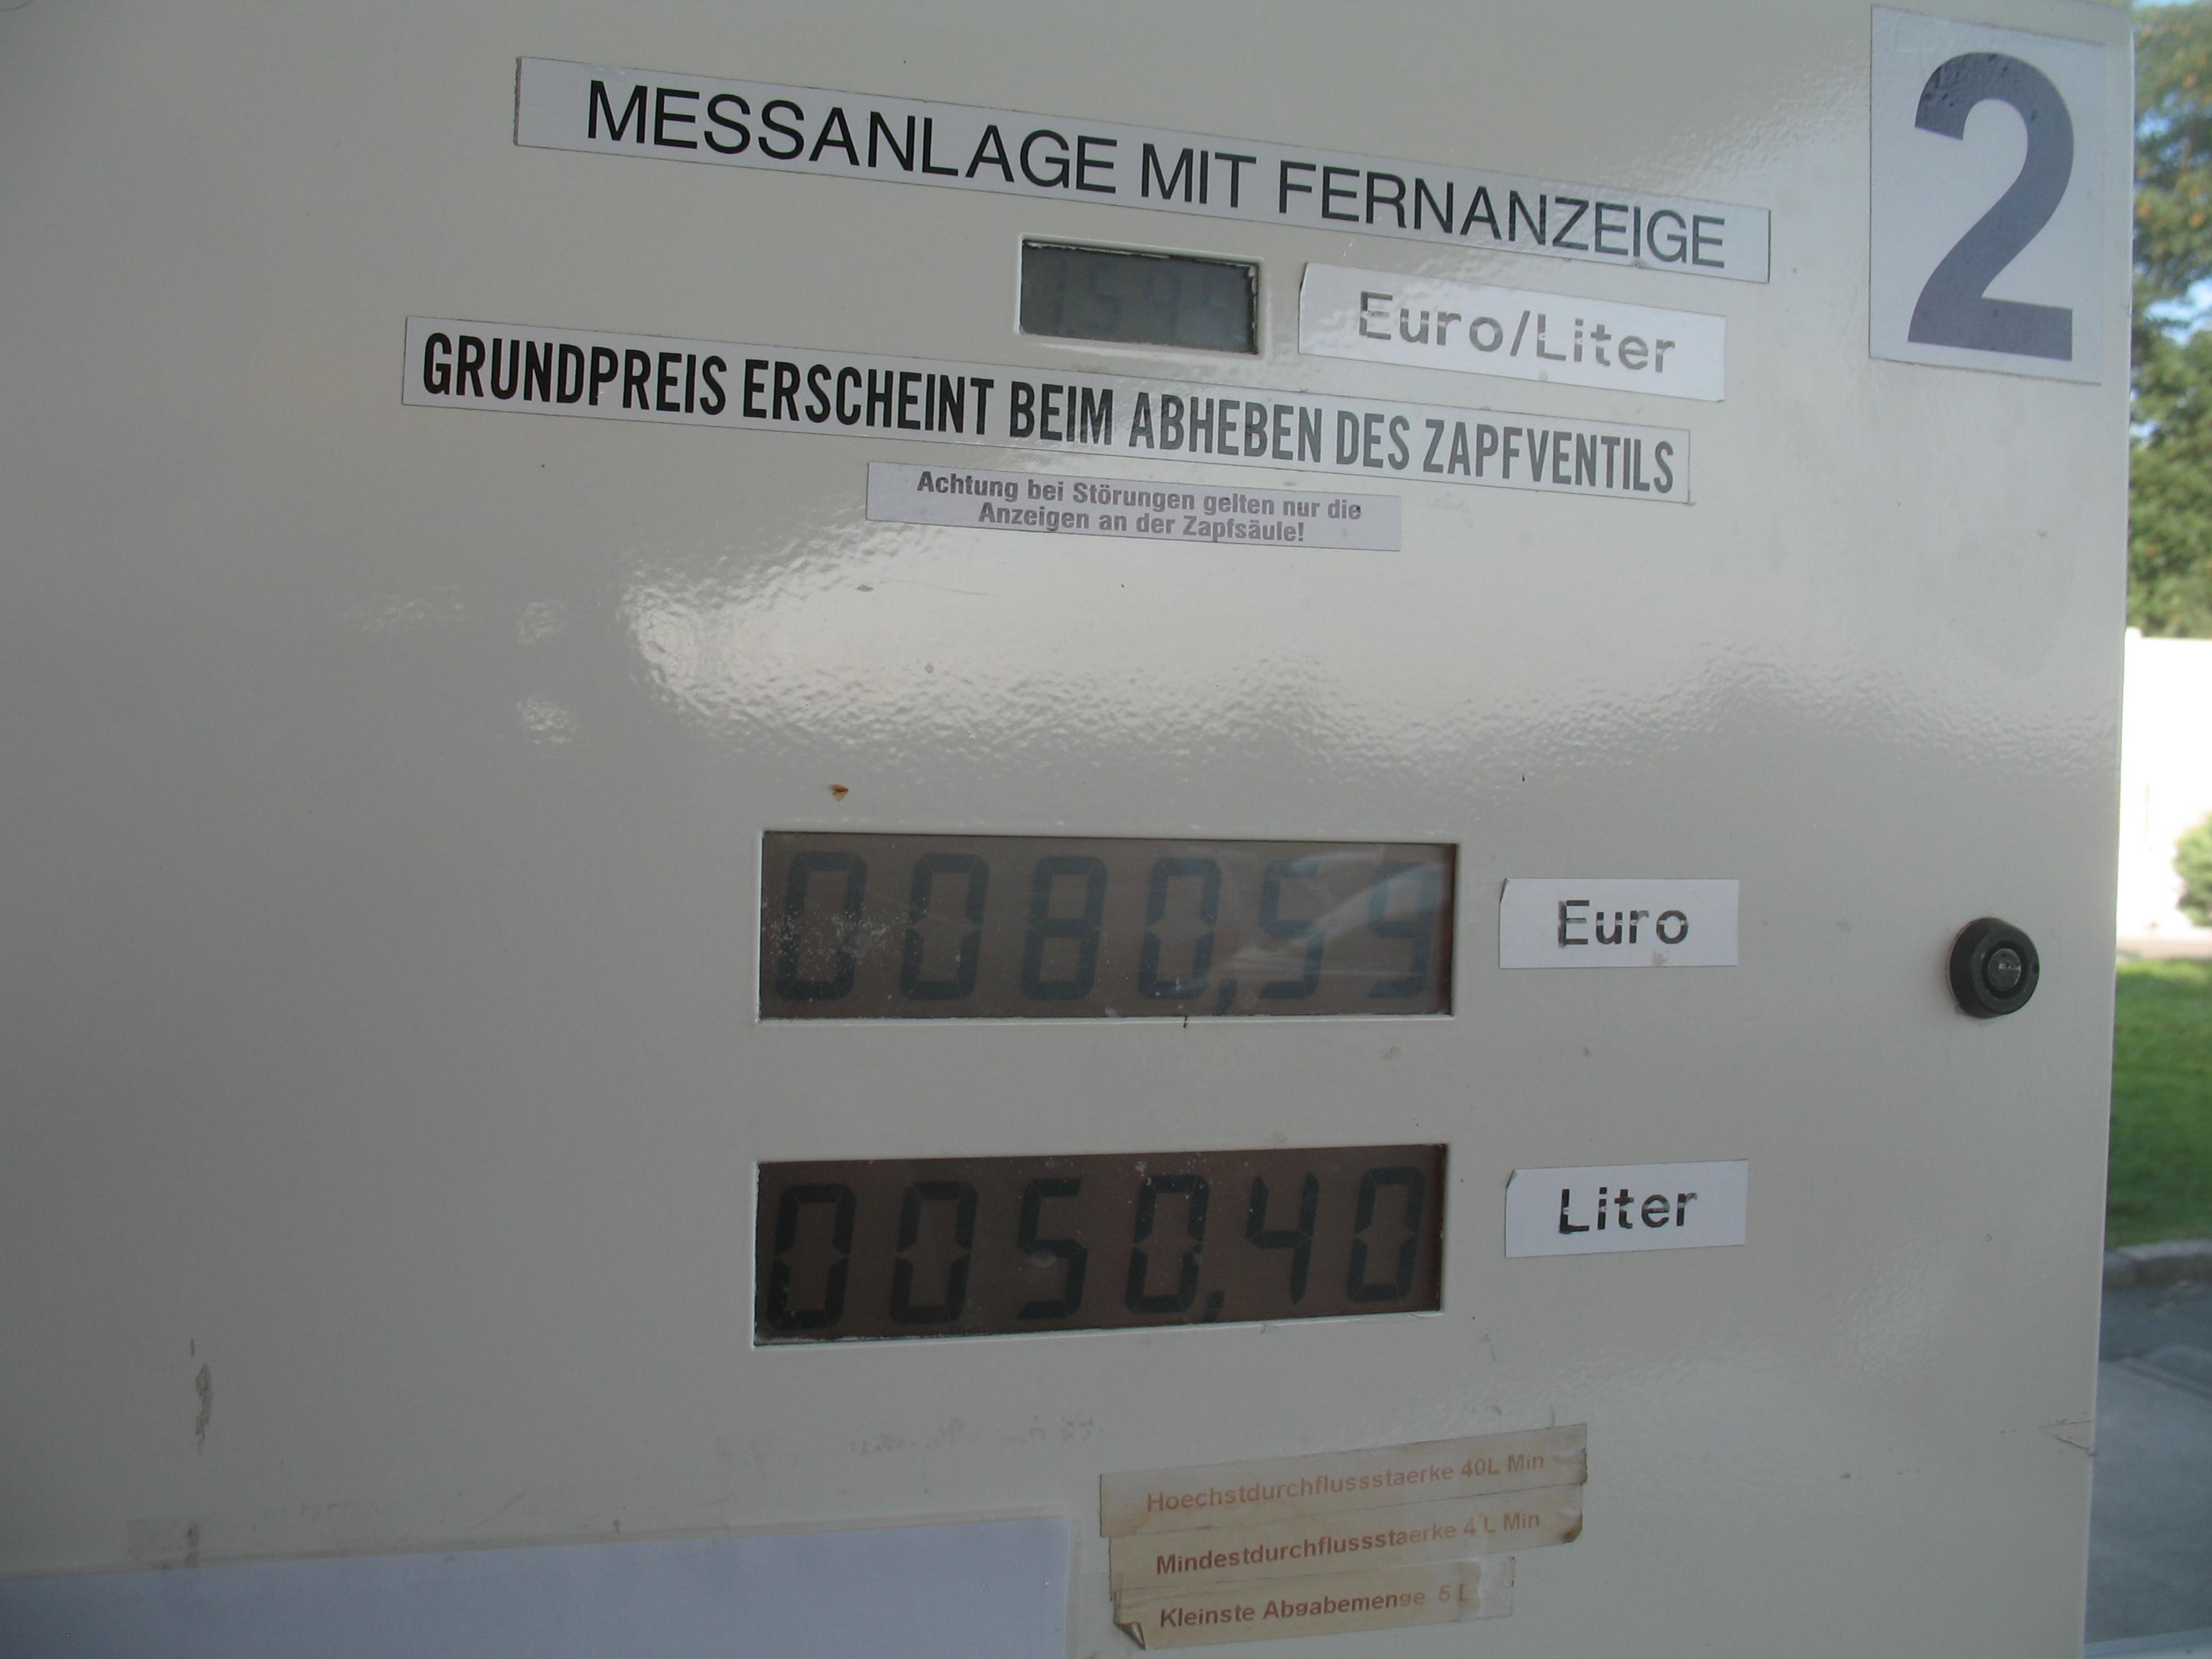 2
MESSANLAGE MIT FERNANZEIGE
Euro/Liter
GRUNDPREIS ERSCHEINT BEIM ABHEBEN DES ZAPFVENTILS
Achtung bei Störungen gelten nur die
Anzeigen an der Zapfsäule!
0080,59 Euro
0050,40 Liter
Hoechstdurchflussstaerke 40L Min
Mindestdurchflussstaerke 4 L Min
Kleinste Abgabemenge 5 L